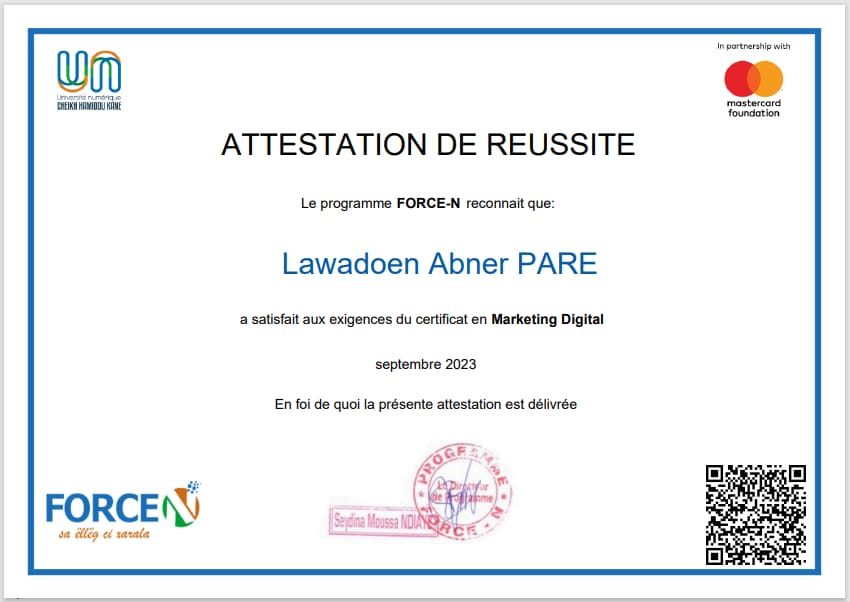 In partnership with
Université numérique
CHEIKH HAMIDOU KANE
mastercard
foundation
ATTESTATION DE REUSSITE
Le programme FORCE-N reconnait que:
Lawadoen Abner PARE
a satisfait aux exigences du certificat en Marketing Digital
septembre 2023
En foi de quoi la présente attestation est délivrée
PROGRAMME
Le Directeur
de Programme
FORCE - N
Seydina Moussa NDIAYE
FORCE N
sa ëllëg ci xarala